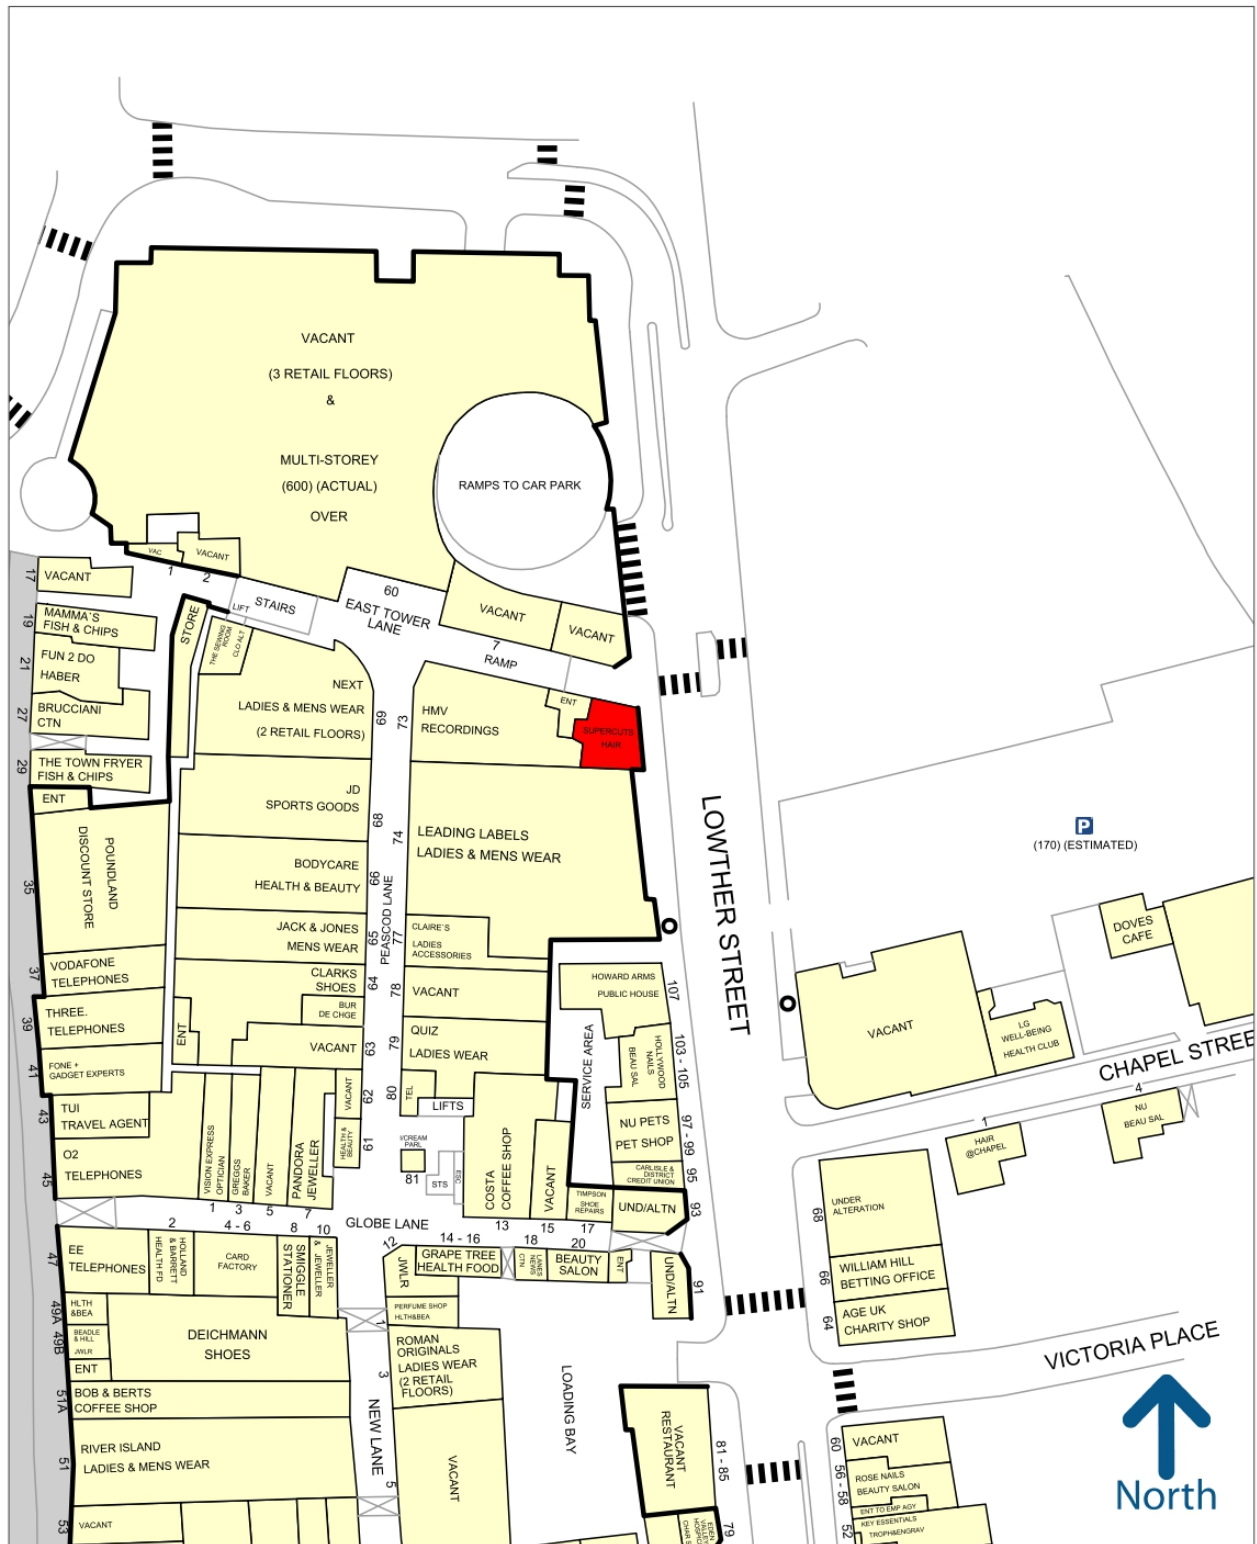 VACANT
(3 RETAIL FLOORS)
&
MULTI-STOREY
(600) (ACTUAL)
OVER
RAMPS TO CAR PARK
VAC
VACANT
1
2
17
VACANT
19
MAMMA`S
FISH & CHIPS
21
FUN 2 DO
HABER
27
BRUCCIANI
CTN
29
THE TOWN FRYER
FISH & CHIPS
ENT
STORE
LIFT
STAIRS
THE SEWING
ROOM
CLO ALT
60
EAST TOWER
LANE
VACANT
VACANT
7
RAMP
NEXT
LADIES & MENS WEAR
(2 RETAIL FLOORS)
69
73
HMV
RECORDINGS
ENT
SUPERCUTS
HAIR
JD
SPORTS GOODS
68
74
LEADING LABELS
LADIES & MENS WEAR
BODYCARE
HEALTH & BEAUTY
66
PEASCOD LANE
JACK & JONES
MENS WEAR
65
77
CLAIRE`S
LADIES
ACCESSORIES
CLARKS
SHOES
64
78
VACANT
BUR
DE CHGE
ENT
VACANT
63
79
QUIZ
LADIES WEAR
35
POUNDLAND
DISCOUNT STORE
37
VODAFONE
TELEPHONES
39
THREE.
TELEPHONES
41
FONE +
GADGET EXPERTS
43
TUI
TRAVEL AGENT
45
O2
TELEPHONES
VISION EXPRESS
OPTICIAN
GREGGS
BAKER
VACANT
PANDORA
JEWELLER
VACANT
62
HEALTH &
BEAUTY
61
80
TEL
LIFTS
I/CREAM
PARL
81
STS
ESC
COSTA
COFFEE SHOP
VACANT
TIMPSON
SHOE
REPAIRS
UND/ALTN
93
SERVICE AREA
HOWARD ARMS
PUBLIC HOUSE
107
HOLLYWOOD
NAILS
BEAU SAL
103 - 105
NU PETS
PET SHOP
97 - 99
CARLISLE &
DISTRICT
CREDIT UNION
95
LOWTHER STREET
P
(170) (ESTIMATED)
DOVES
CAFE
VACANT
LG
WELL-BEING
HEALTH CLUB
CHAPEL STREE
4
NU
BEAU SAL
1
HAIR
@CHAPEL
1
3
5
7
GLOBE LANE
13
15
17
2
4 - 6
8
10
12
14 - 16
18
20
47
EE
TELEPHONES
HOLLAND
& BARRETT
HEALTH FD
CARD
FACTORY
SMIGGLE
STATIONER
JEWELLER
& JEWELLER
JWLR
GRAPE TREE
HEALTH FOOD
LANES
NEWS
CTN
BEAUTY
SALON
ENT
UND/ALTN
91
49A
HLTH
&BEA
49B
BEADLE
& HILL
JWLR
ENT
DEICHMANN
SHOES
PERFUME SHOP
HLTH&BEA
1
ROMAN
ORIGINALS
LADIES WEAR
(2 RETAIL
FLOORS)
3
51A
BOB & BERTS
COFFEE SHOP
51
RIVER ISLAND
LADIES & MENS WEAR
NEW LANE
5
VACANT
LOADING BAY
53
VACANT
VACANT
RESTAURANT
81 - 85
79
EDEN
VALLEY
68
UNDER
ALTERATION
66
WILLIAM HILL
BETTING OFFICE
64
AGE UK
CHARITY SHOP
VICTORIA PLACE
60
VACANT
56 - 58
ROSE NAILS
BEAUTY SALON
ENT TO EMP AGY
52
KEY ESSENTIALS
TROPH&ENGRAV
North